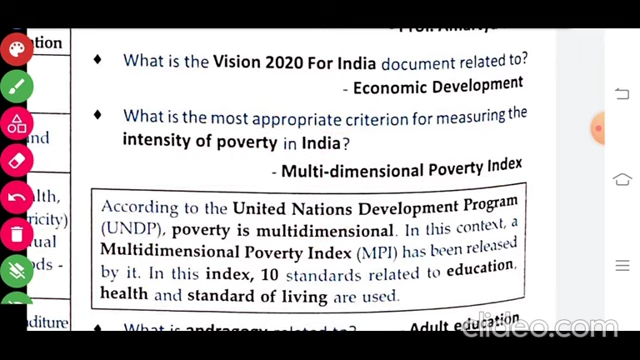 ation
What is the Vision 2020 For India document related to?
- Economic Development
What is the most appropriate criterion for measuring the
and
intensity of poverty in India?
- Multi-dimensional Poverty Index
According to the United Nations Development Program
(UNDP), poverty is multidimensional. In this context, a
Multidimensional Poverty Index (MPI) has been released
by it. In this index, 10 standards related to education,
health and standard of living are used.
lth,
ricity)
ual
ods -
nditure
What is andragogy related to?
- Adult education
clideo.com